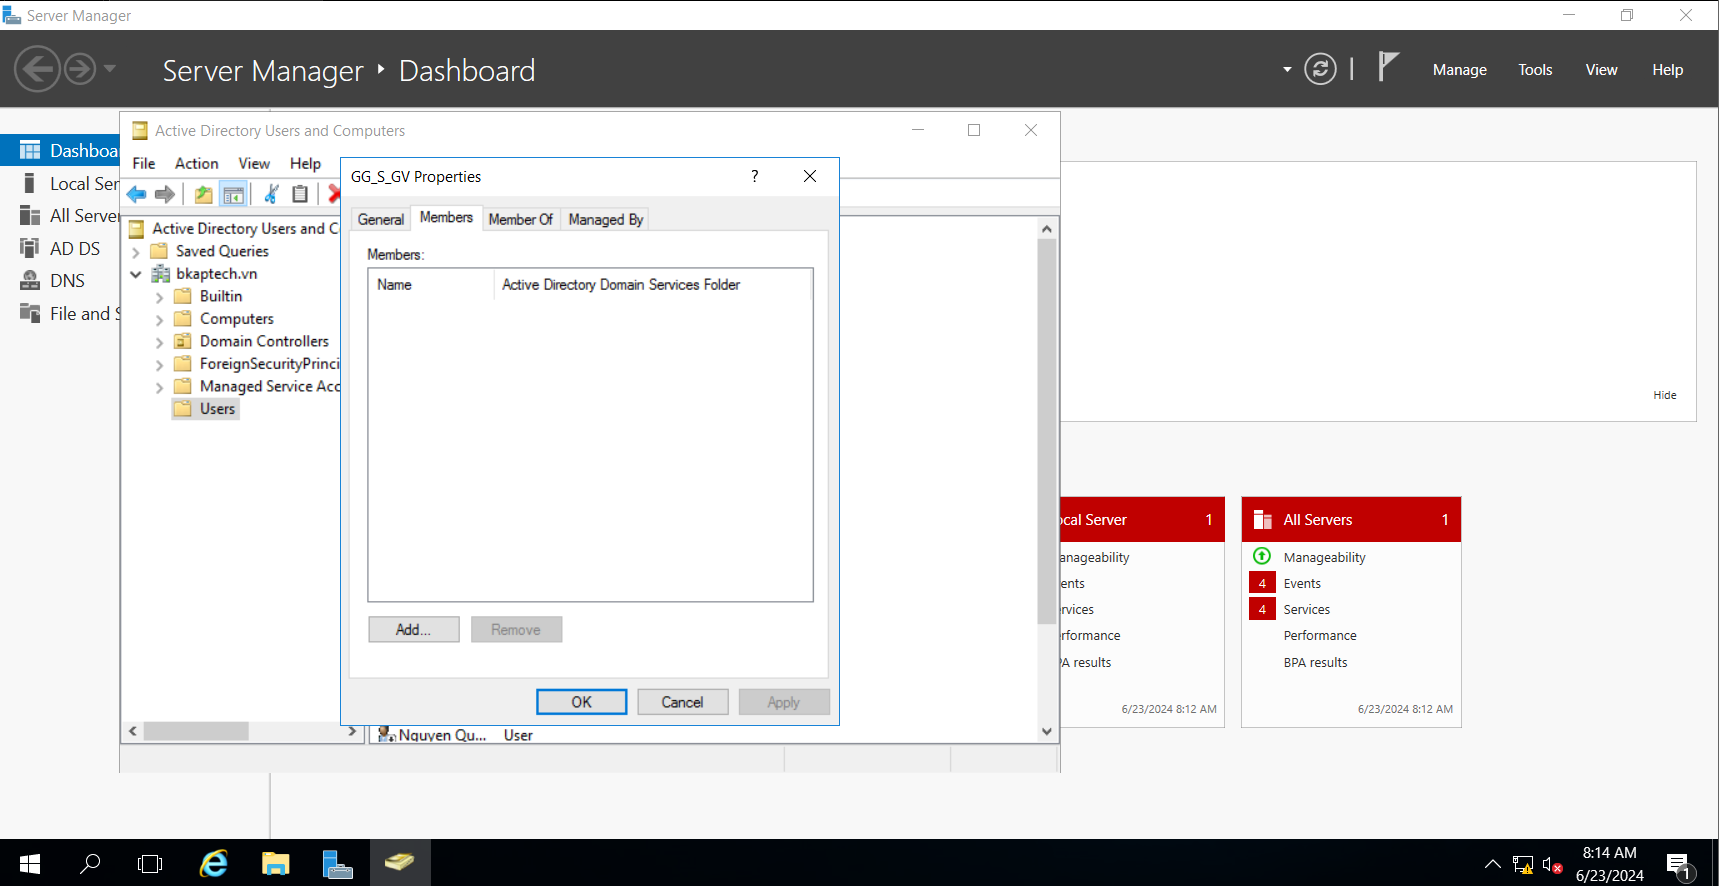 Server Manager
Server Manager Dashboard
Manage Tools View Help
Dashboa
Local Ser
All Server
AD DS
DNS
File and S
Active Directory Users and Computers
File Action View Help
Active Directory Users and C
Saved Queries
bkaptech.vn
Builtin
Computers
Domain Controllers
ForeignSecurityPrinci
Managed Service Acc
Users
GG_S_GV Properties
?
General Members Member Of Managed By
Members:
Name Active Directory Domain Services Folder
Add... Remove
OK Cancel Apply
Nguyen Qu... User
Hide
ocal Server 1
anageability
ents
rvices
rformance
PA results
6/23/2024 8:12 AM
All Servers 1
Manageability
4 Events
4 Services
Performance
BPA results
6/23/2024 8:12 AM
8:14 AM
6/23/2024
1